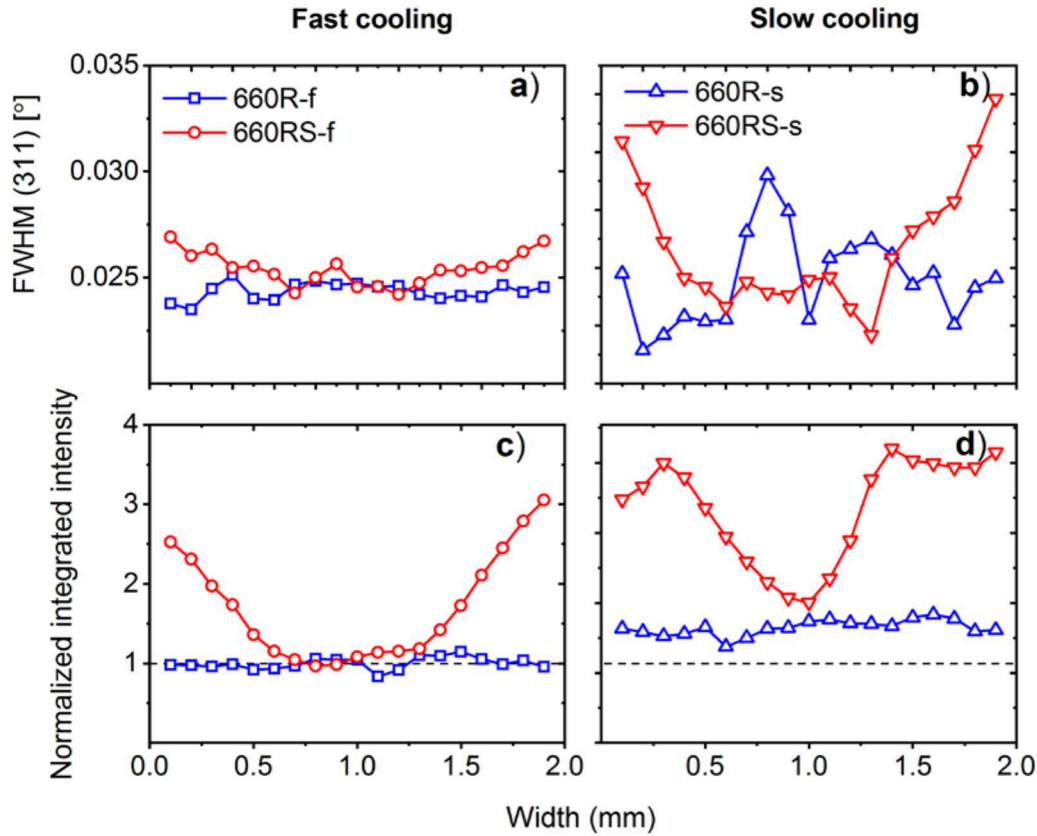 Fast cooling
Slow cooling
FWHM (311) [°]
0.035
0.030
0.025
a)
660R-f
660RS-f
b)
660R-s
660RS-s
Normalized integrated intensity
4
3
2
1
c)
d)
0.0
0.5
1.0
1.5
2.0
0.5
1.0
1.5
2.0
Width (mm)